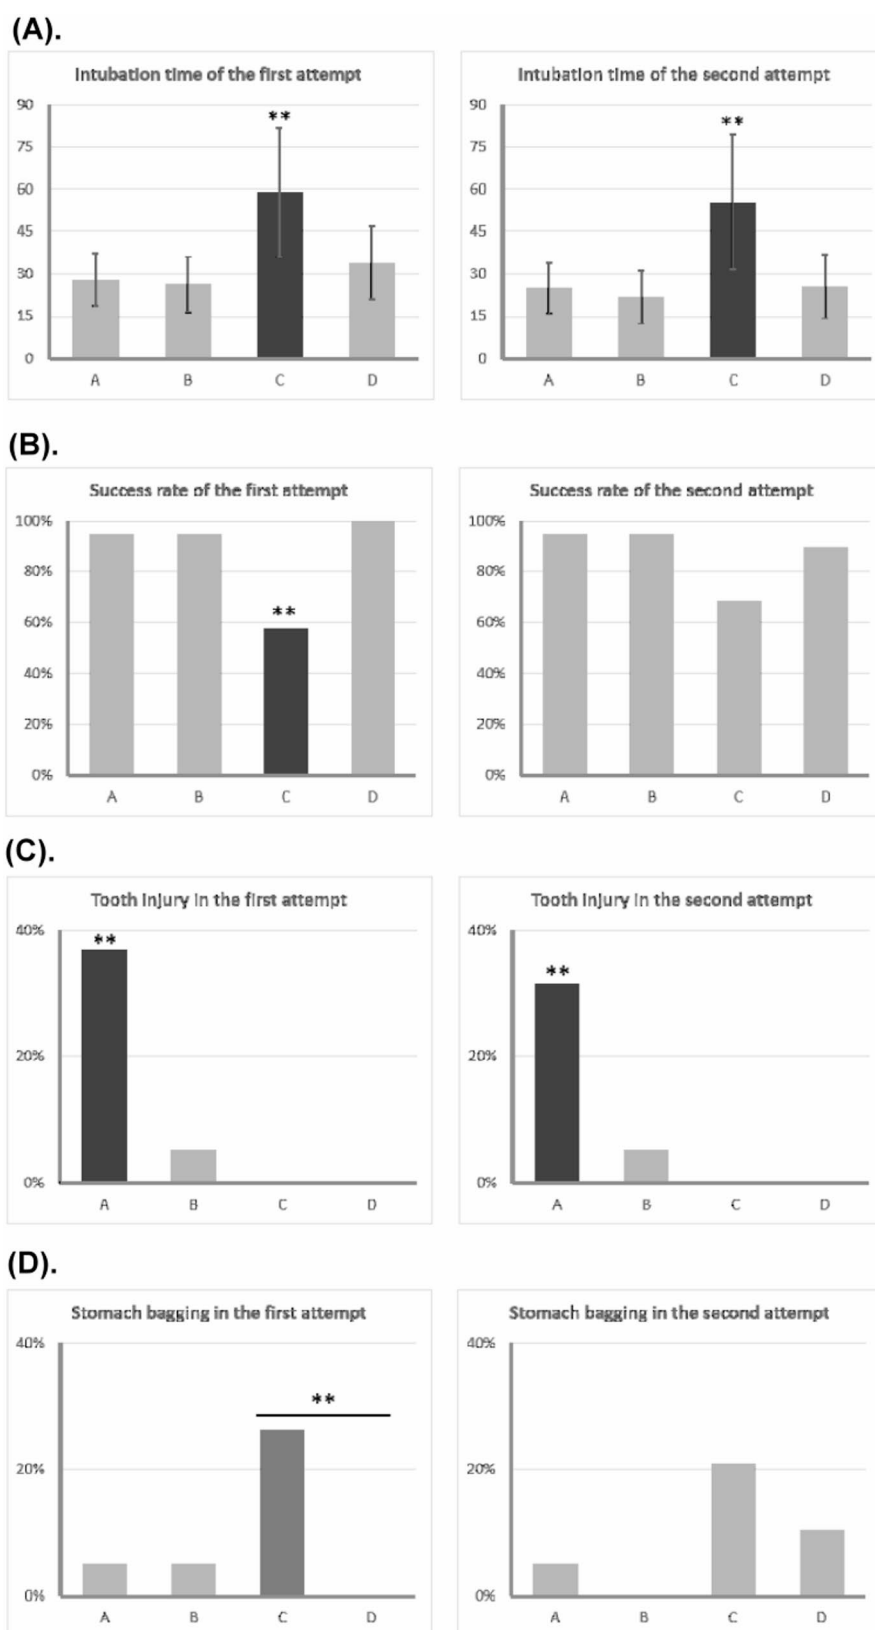 (A).
Intubation time of the first attempt
90
**
75
60
45
30
15
0
A B C D
Intubation time of the second attempt
90
**
75
60
45
30
15
0
A B C D
(B).
Success rate of the first attempt
100%
80%
**
60%
40%
20%
0%
A B C D
Success rate of the second attempt
100%
80%
60%
40%
20%
0%
A B C D
(C).
Tooth injury in the first attempt
40%
**
20%
0%
A B C D
Tooth injury in the second attempt
40%
**
20%
0%
A B C D
(D).
Stomach bagging in the first attempt
40%
**
20%
0%
A B C D
Stomach bagging in the second attempt
40%
20%
0%
A B C D